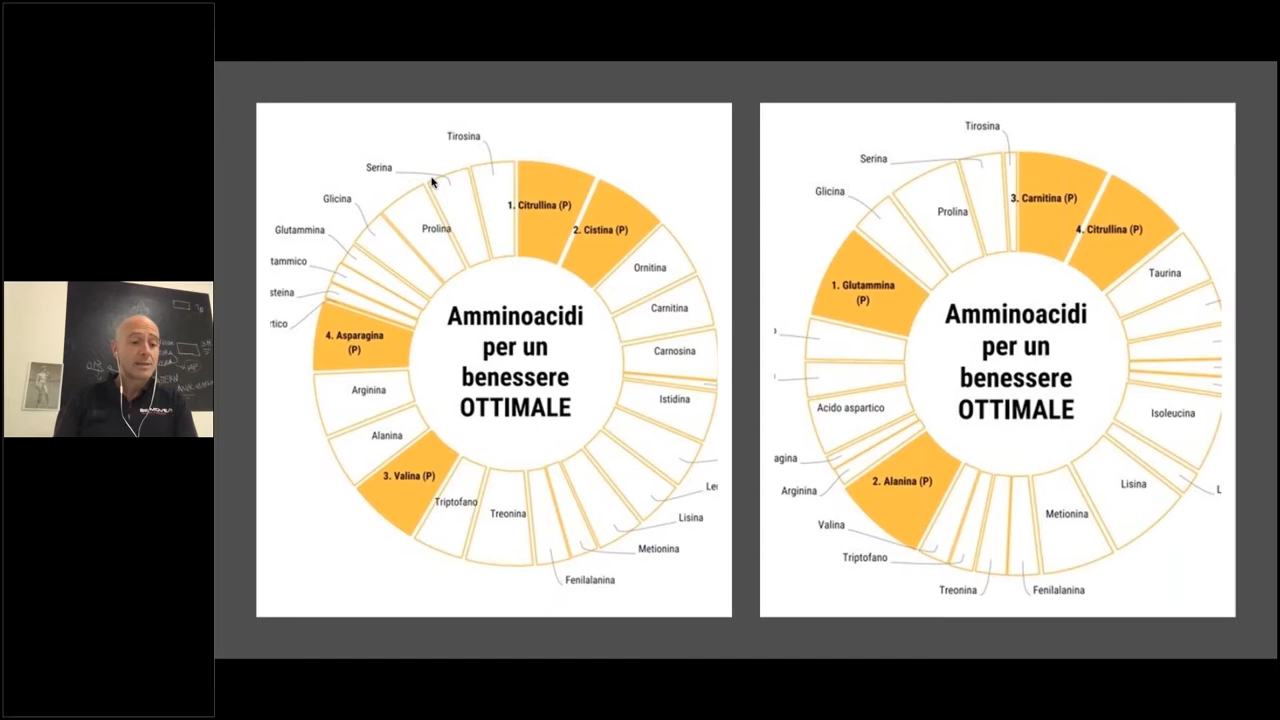 Tirosina
Serina
Glicina
Glutammina
tammico
steina
rtico
Prolina
1. Citrullina (P)
2. Cistina (P)
Ornitina
Carnitina
Carnosina
Istidina
Leu
Lisina
Metionina
Fenilalanina
Treonina
Triptofano
3. Valina (P)
Alanina
Arginina
4. Asparagina
(P)
Amminoacidi
per un
benessere
OTTIMALE
Tirosina
Serina
Glicina
Prolina
3. Carnitina (P)
4. Citrullina (P)
Taurina
Isoleucina
L
Lisina
Metionina
Fenilalanina
Treonina
Triptofano
Valina
2. Alanina (P)
Arginina
agina
Acido aspartico
1. Glutammina
(P)
Amminoacidi
per un
benessere
OTTIMALE